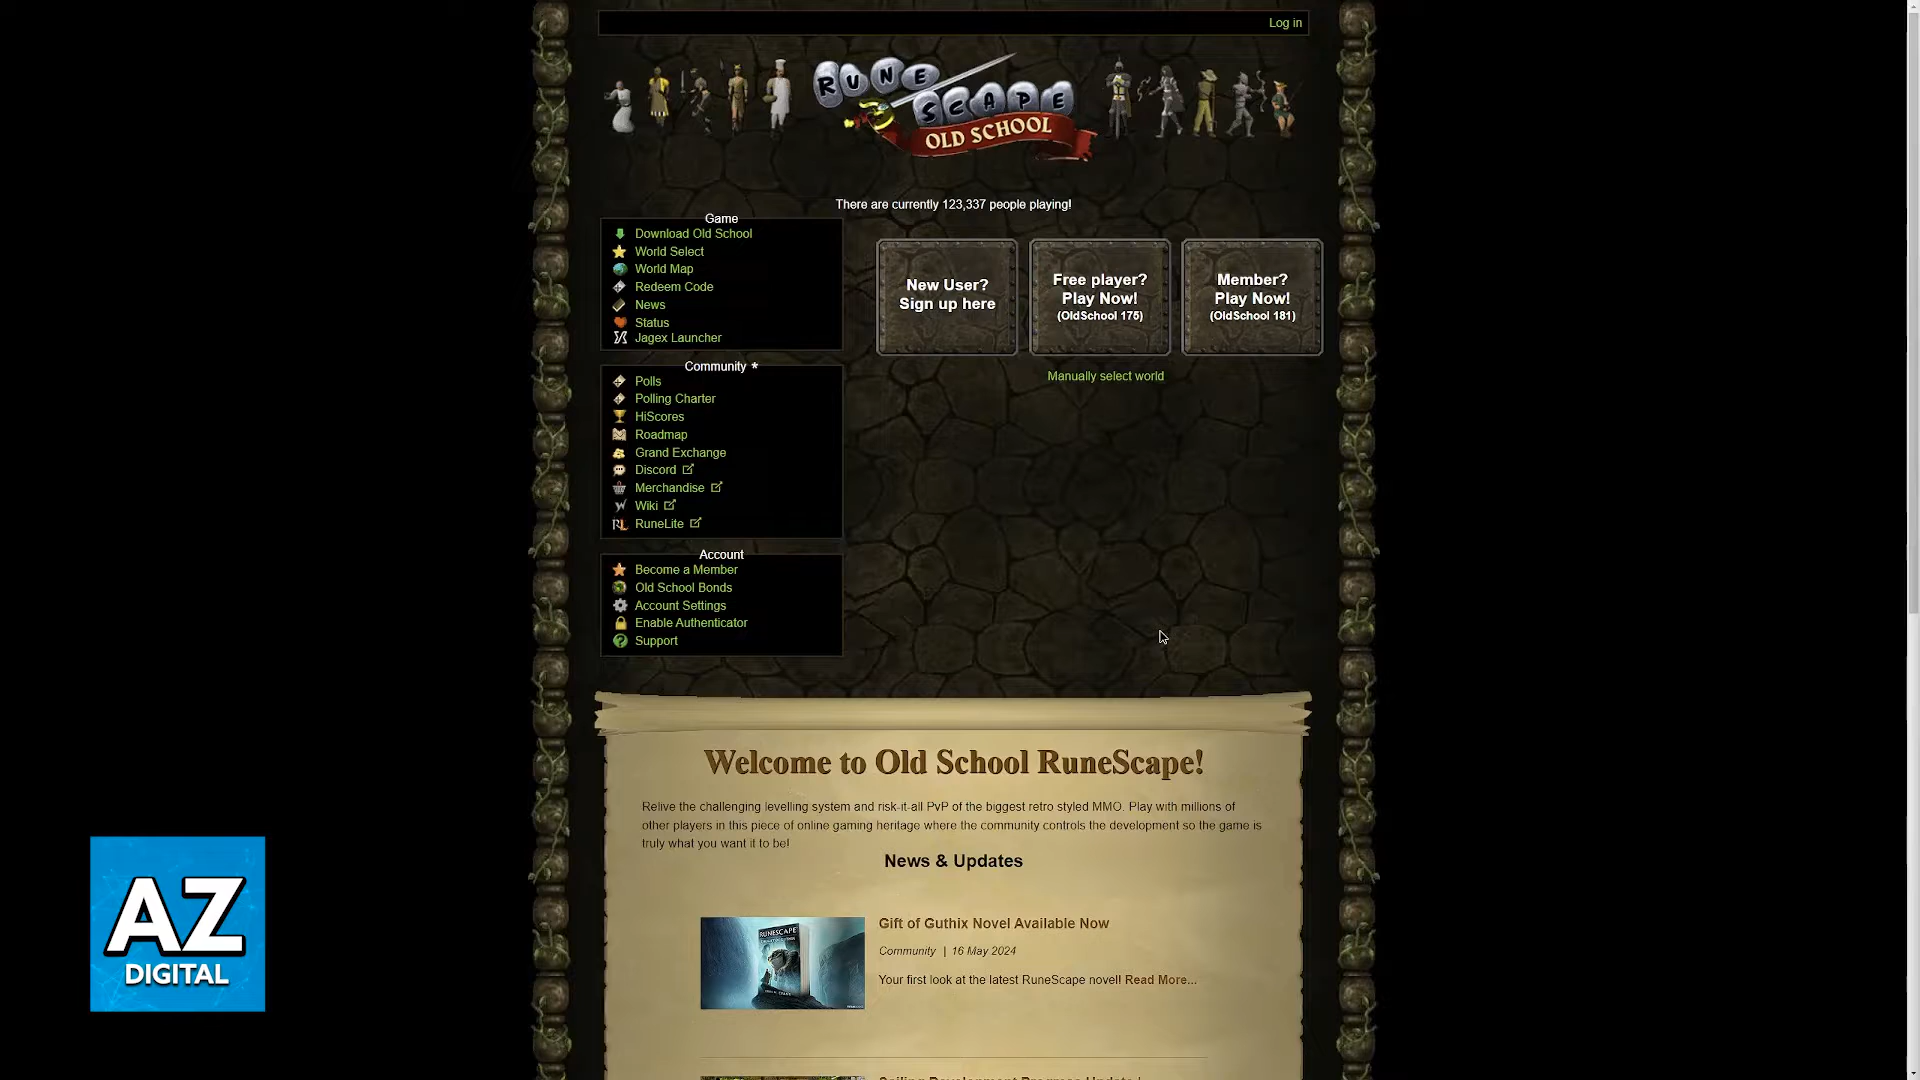 Log in
RUNE
SCAPE
OLD SCHOOL
There are currently 123,337 people playing!
Game
Download Old School
World Select
World Map
Redeem Code
News
Status
Jagex Launcher
New User?
Sign up here
Free player?
Play Now!
(OldSchool 175)
Member?
Play Now!
(OldSchool 181)
Manually select world
Community *
Polls
Polling Charter
HiScores
Roadmap
Grand Exchange
Discord
Merchandise
Wiki
RL RuneLite
Account
Become a Member
Old School Bonds
Account Settings
Enable Authenticator
Support
Welcome to Old School RuneScape!
Relive the challenging levelling system and risk-it-all PvP of the biggest retro styled MMO. Play with millions of
other players in this piece of online gaming heritage where the community controls the development so the game is
truly what you want it to be!
News & Updates
RUNESCAPE
Gift of Guthix Novel Available Now
Community | 16 May 2024
Your first look at the latest RuneScape novel! Read More...
AZ
DIGITAL